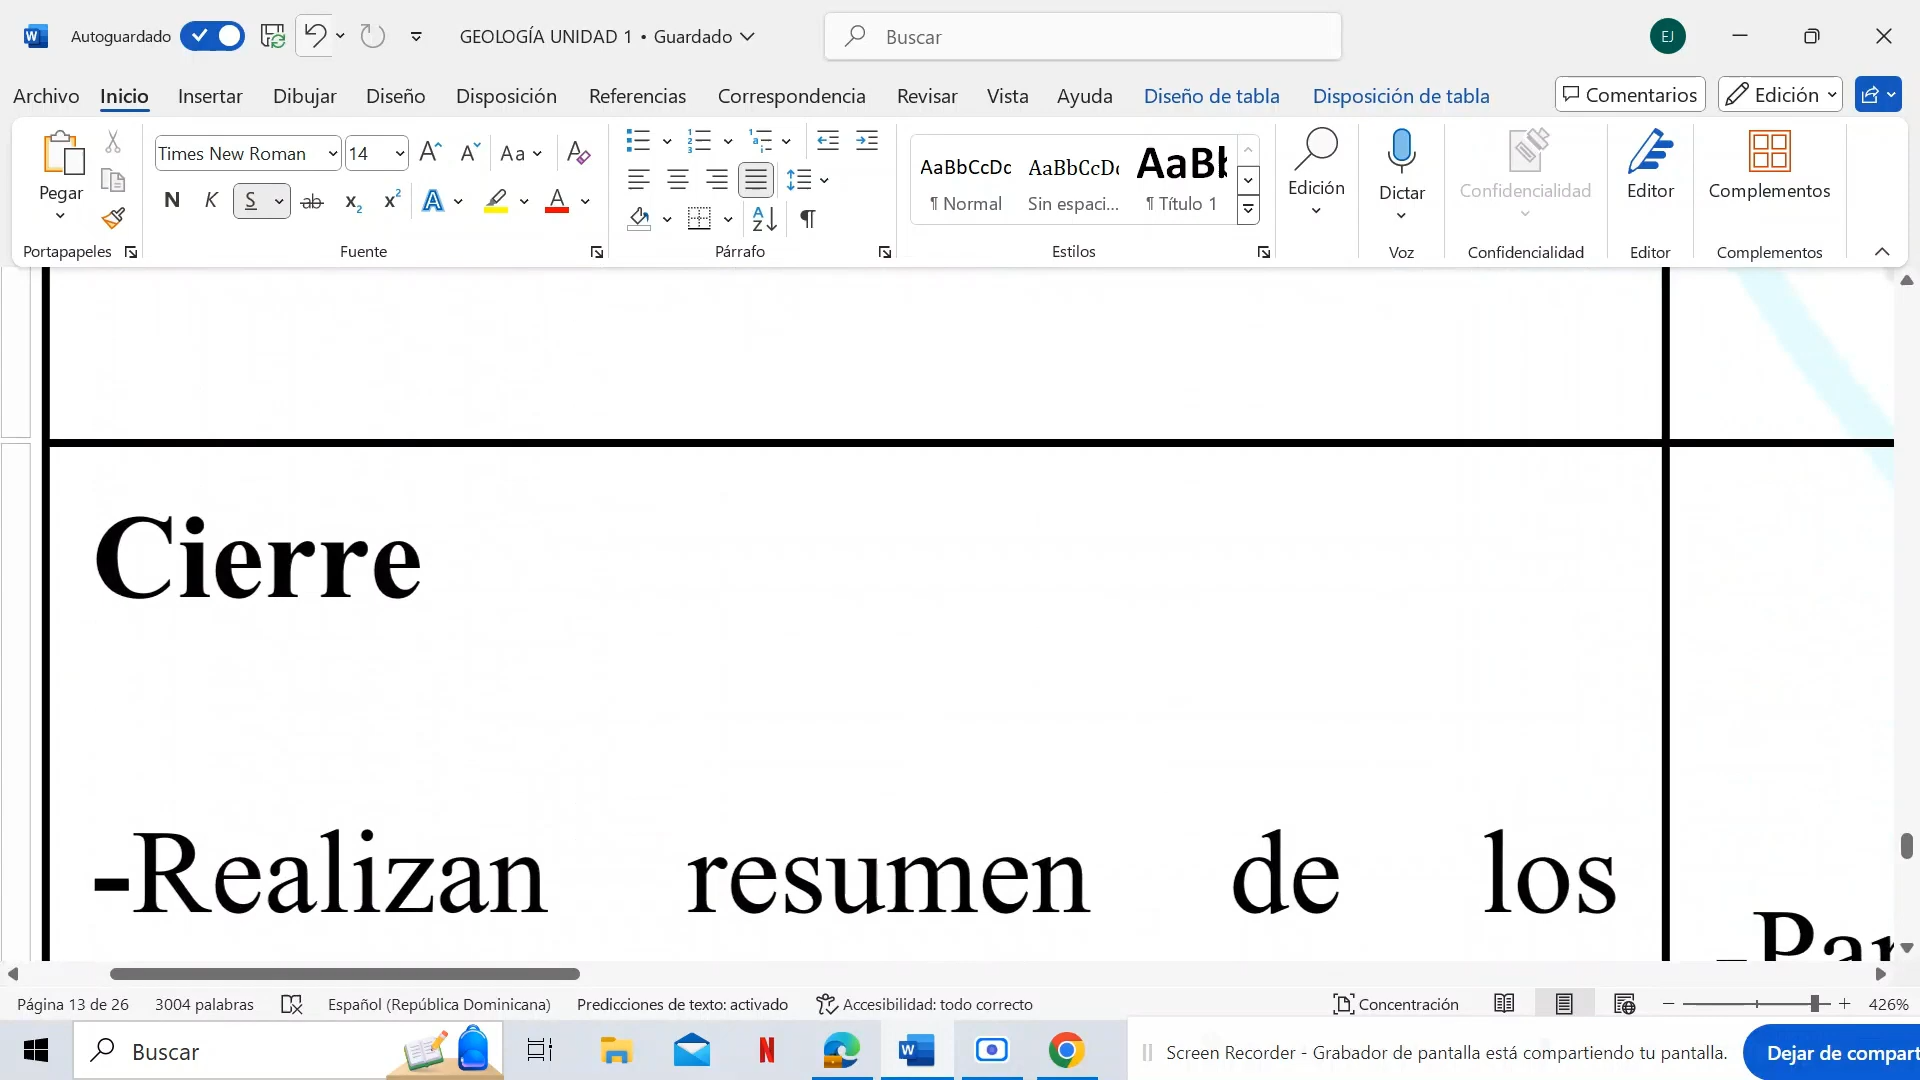 Autoguardado
GEOLOGÍA UNIDAD 1 • Guardado
Buscar
EJ
Archivo Inicio Insertar Dibujar Diseño Disposición Referencias Correspondencia Revisar Vista Ayuda Diseño de tabla Disposición de tabla Comentarios Edición
Pegar
Portapapeles
Times New Roman 14
Fuente
Párrafo
AaBbCcDc AaBbCcDc AaBb
¶ Normal Sin espaci... ¶ Título 1
Estilos
Edición
Dictar
Voz
Confidencialidad
Confidencialidad
Editor
Editor
Complementos
Complementos
Cierre
-Realizan resumen de los
-Par
Página 13 de 26 3004 palabras Español (República Dominicana) Predicciones de texto: activado Accesibilidad: todo correcto Concentración 426%
Buscar
Screen Recorder - Grabador de pantalla está compartiendo tu pantalla. Dejar de compart